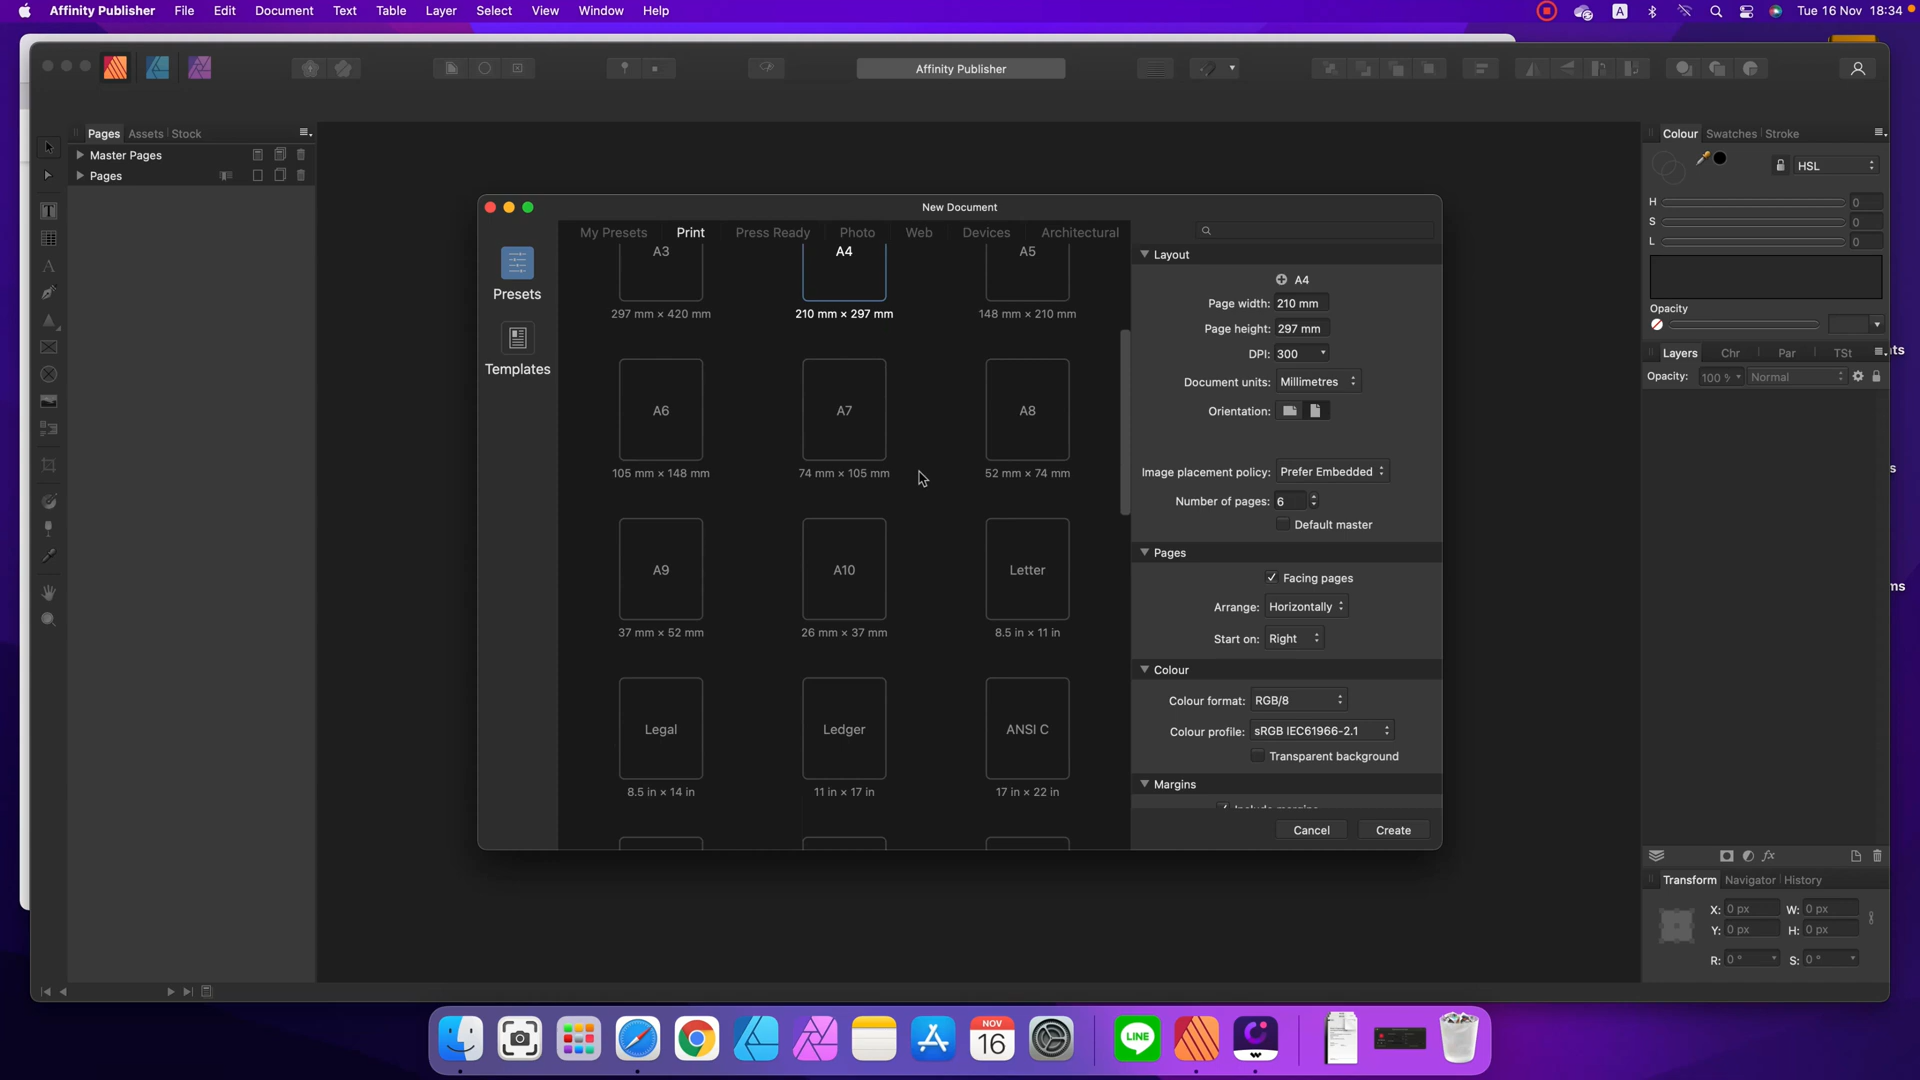 Affinity Publisher File Edit Document Text Table Layer Select View Window Help
A Tue 16 Nov 18:34
Affinity Publisher
Pages Assets Stock
Master Pages
Pages
New Document
My Presets Print Press Ready Photo Web Devices Architectural
Presets
Templates
A3 A4 A5
297 mm × 420 mm 210 mm × 297 mm 148 mm × 210 mm
A6 A7 A8
105 mm × 148 mm 74 mm × 105 mm 52 mm × 74 mm
A9 A10 Letter
37 mm × 52 mm 26 mm × 37 mm 8.5 in × 11 in
Legal Ledger ANSI C
8.5 in × 14 in 11 in × 17 in 17 in × 22 in
Layout
A4
Page width: 210 mm
Page height: 297 mm
DPI: 300
Document units: Millimetres
Orientation:
Image placement policy: Prefer Embedded
Number of pages: 6
Default master
Pages
Facing pages
Arrange: Horizontally
Start on: Right
Colour
Colour format: RGB/8
Colour profile: sRGB IEC61966-2.1
Transparent background
Margins
Include margins
Cancel Create
Colour Swatches Stroke
HSL
H 0
S 0
L 0
Opacity
Layers Chr Par TSt
Opacity: 100 % Normal
Transform Navigator History
X: 0 px W: 0 px
Y: 0 px H: 0 px
R: 0 ° S: 0 °
NOV
16
LINE